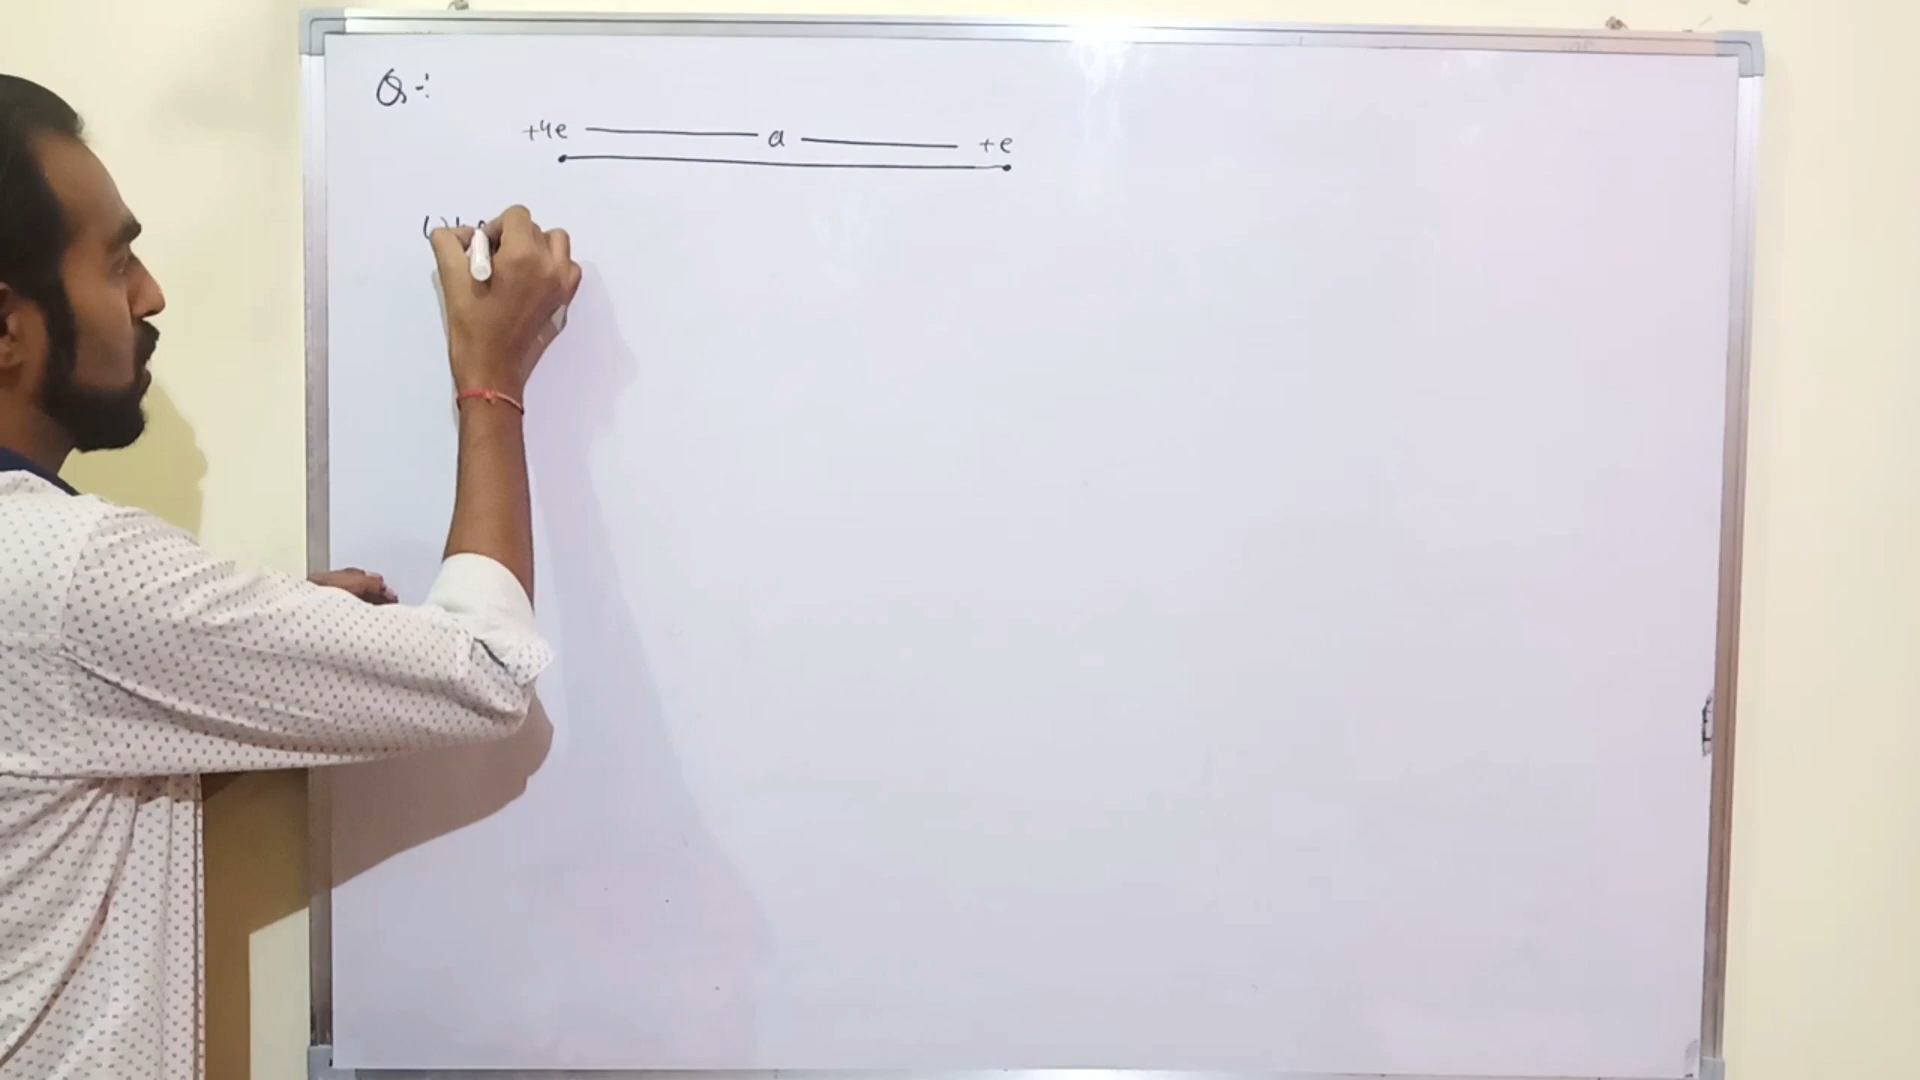 Q.-:
+4e —— a —— +e